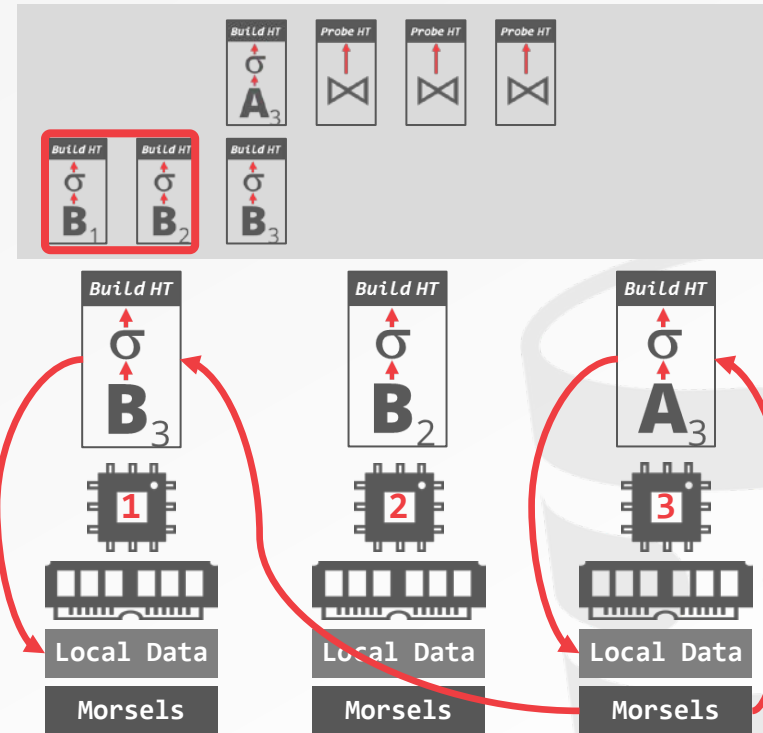 Build HT Probe HT Probe HT Probe HT
σ
A3
Build HT Build HT Build HT
σ σ σ
B1 B2 B3
Build HT Build HT Build HT
σ σ σ
B3 B2 A3
1 2 3
Local Data Local Data Local Data
Morsels Morsels Morsels